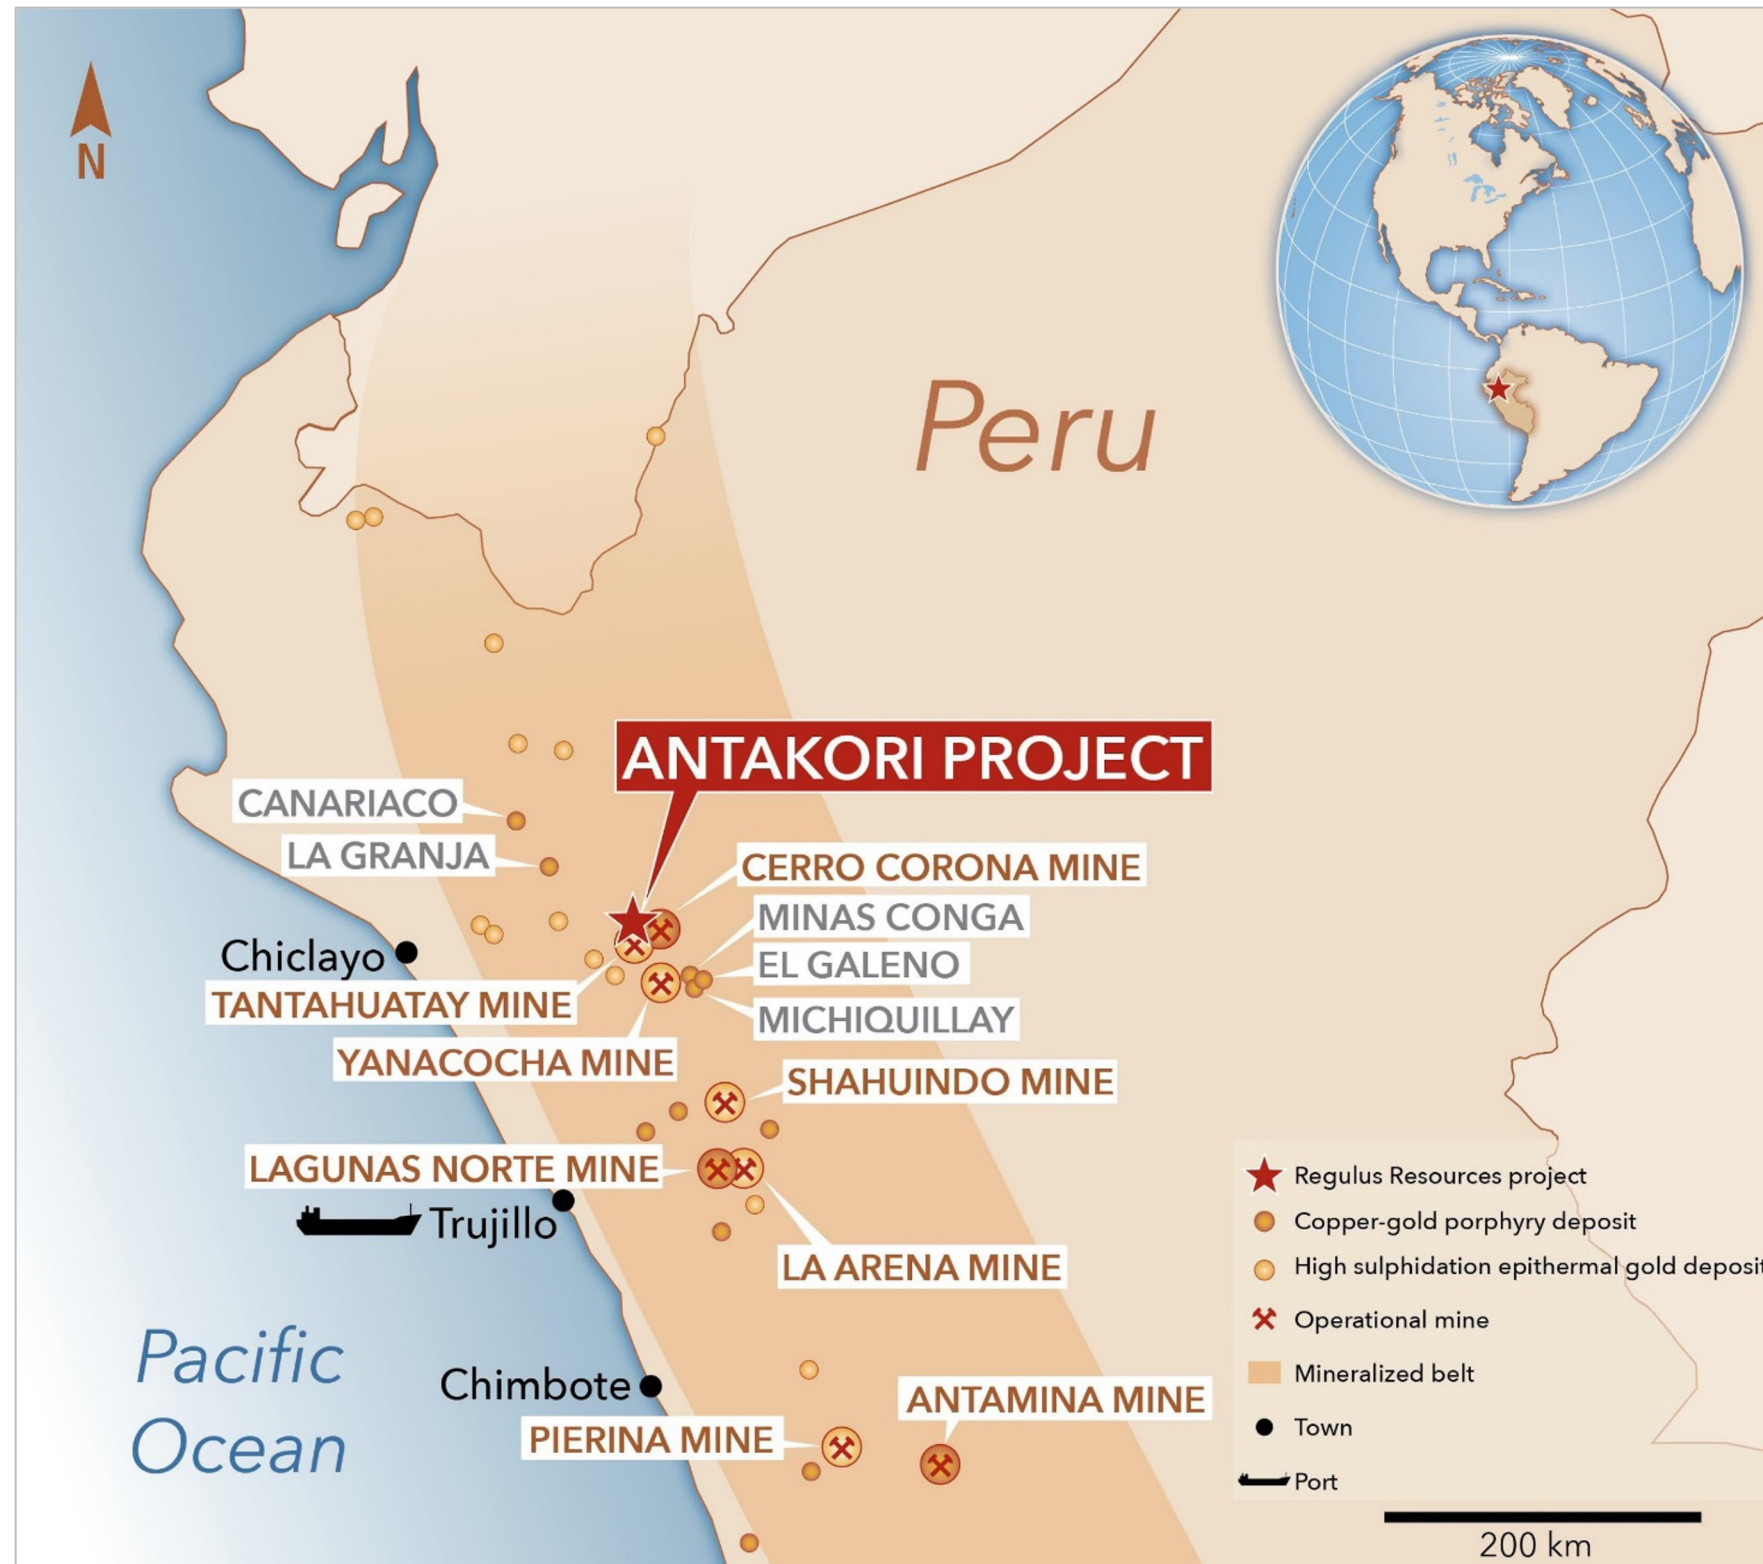 N
Peru
ANTAKORI PROJECT
CANARIACO
LA GRANJA
CERRO CORONA MINE
MINAS CONGA
Chiclayo
EL GALENO
TANTAHUATAY MINE
MICHIQUILLAY
YANACOCHA MINE
SHAHUINDO MINE
LAGUNAS NORTE MINE
Trujillo
LA ARENA MINE
Pacific
Ocean
Chimbote
ANTAMINA MINE
PIERINA MINE
Regulus Resources project
Copper-gold porphyry deposit
High sulphidation epithermal gold deposit
Operational mine
Mineralized belt
Town
Port
200 km